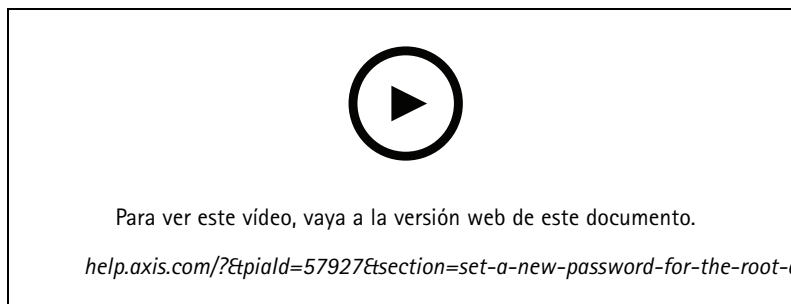 Para ver este vídeo, vaya a la versión web de este documento.
help.axis.com/?&piaId=57927&section=set-a-new-password-for-the-root-